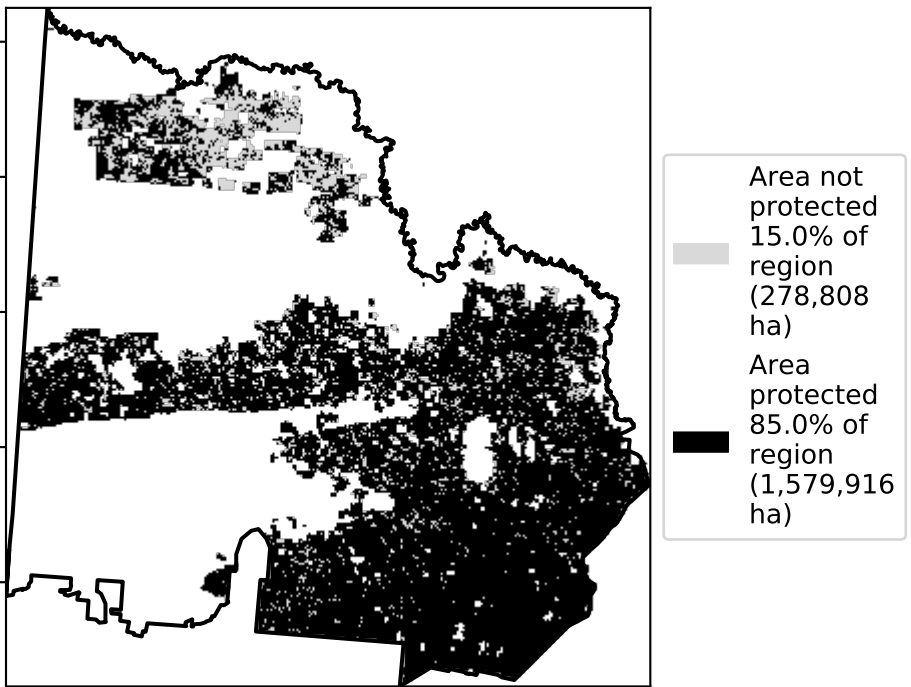 Area not
protected
15.0% of
region
(278,808
ha)
Area
protected
85.0% of
region
(1,579,916
ha)